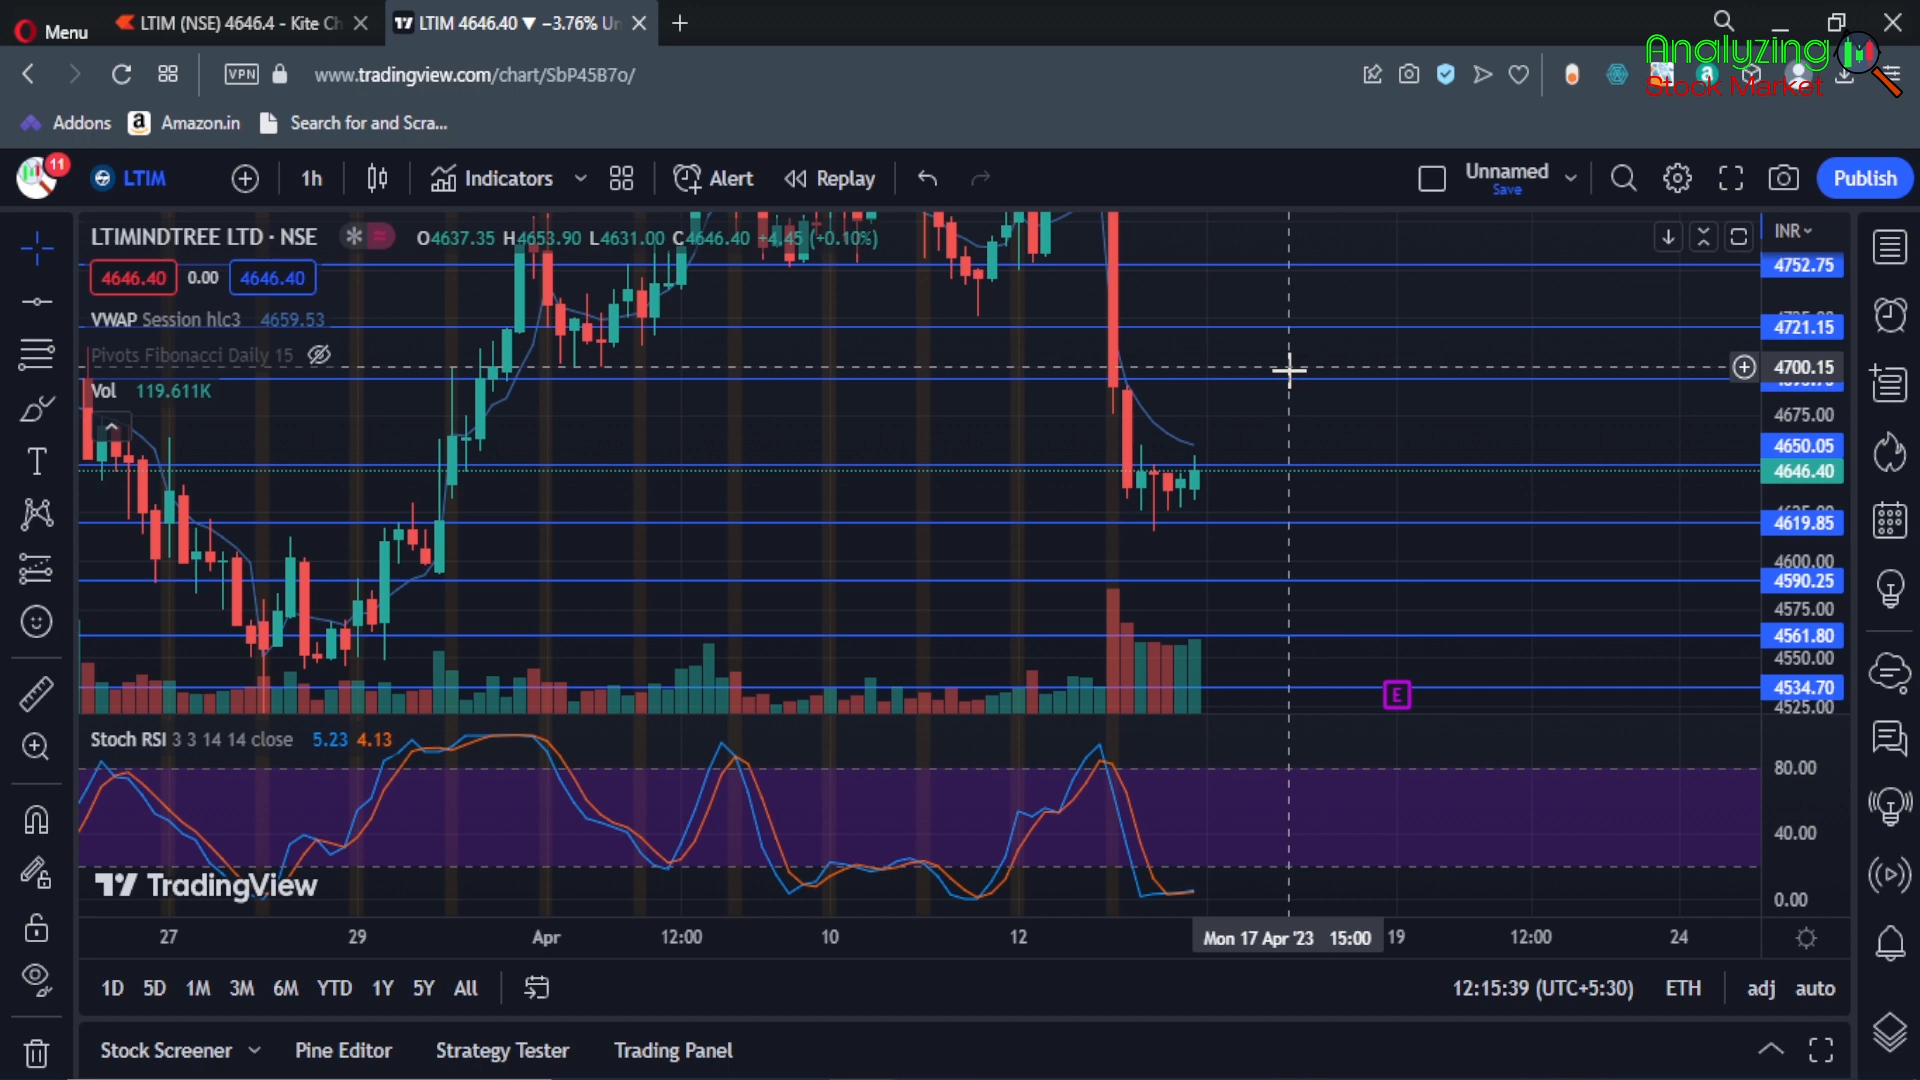 Menu
LTIM (NSE) 4646.4 - Kite Ch
LTIM 4646.40 ▼ −3.76% Un
Analyzing
Stock Market
VPN
www.tradingview.com/chart/SbP45B7o/
Addons
a Amazon.in
Search for and Scra...
11
LTIM
1h
Indicators
Alert
Replay
Unnamed
Save
Publish
LTIMINDTREE LTD · NSE
O4637.35 H4653.90 L4631.00 C4646.40 +4.45 (+0.10%)
INR
4646.40 0.00 4646.40
VWAP Session hlc3 4659.53
Pivots Fibonacci Daily 15
Vol 119.611K
4752.75
4721.15
4700.15
4675.00
4650.05
4646.40
4619.85
4600.00
4590.25
4575.00
4561.80
4550.00
4534.70
4525.00
E
Stoch RSI 3 3 14 14 close 5.23 4.13
80.00
40.00
0.00
TradingView
27 29 Apr 12:00 10 12 Mon 17 Apr '23 15:00 19 12:00 24
1D 5D 1M 3M 6M YTD 1Y 5Y All
12:15:39 (UTC+5:30) ETH adj auto
Stock Screener Pine Editor Strategy Tester Trading Panel